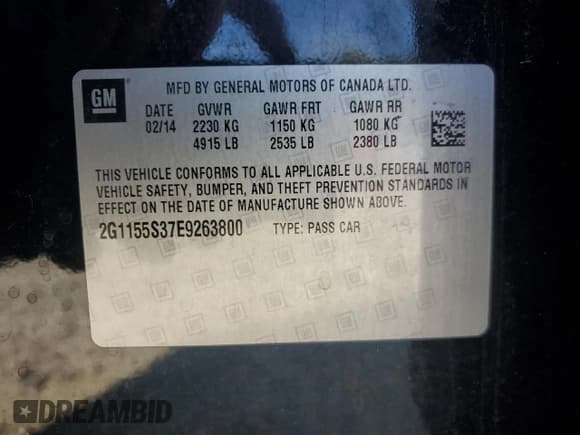 GM
MFD BY GENERAL MOTORS OF CANADA LTD.
DATE GVWR GAWR FRT GAWR RR
02/14 2230 KG 1150 KG 1080 KG
4915 LB 2535 LB 2380 LB
THIS VEHICLE CONFORMS TO ALL APPLICABLE U.S. FEDERAL MOTOR
VEHICLE SAFETY, BUMPER, AND THEFT PREVENTION STANDARDS IN
EFFECT ON THE DATE OF MANUFACTURE SHOWN ABOVE.
2G1155S37E9263800 TYPE: PASS CAR
DREAMBID